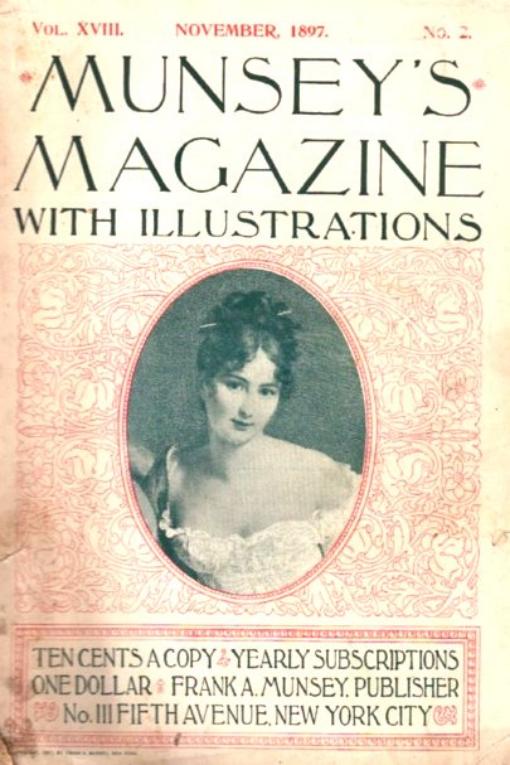 VOL. XVIII. NOVEMBER, 1897. No. 2.
MUNSEY'S
MAGAZINE
WITH ILLUSTRATIONS
TEN CENTS A COPY YEARLY SUBSCRIPTIONS
ONE DOLLAR FRANK A. MUNSEY, PUBLISHER
No. 111 FIFTH AVENUE, NEW YORK CITY